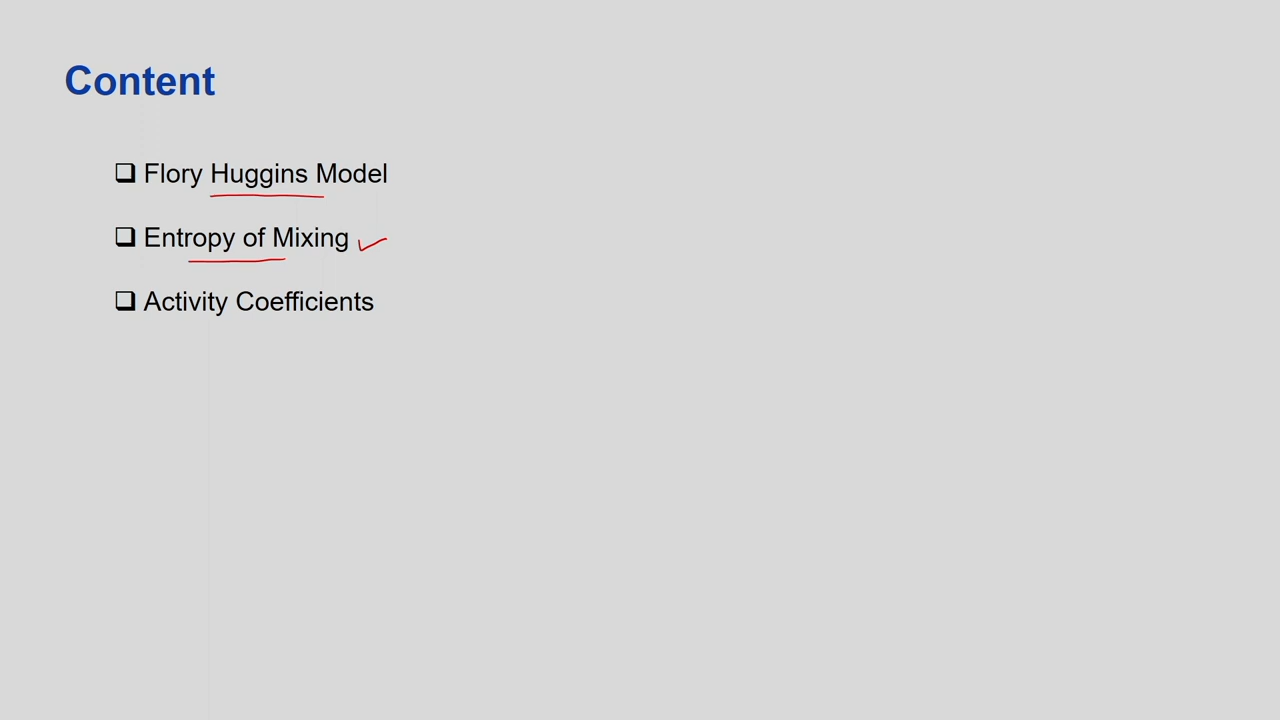 Content
❑ Flory Huggins Model
❑ Entropy of Mixing
❑ Activity Coefficients